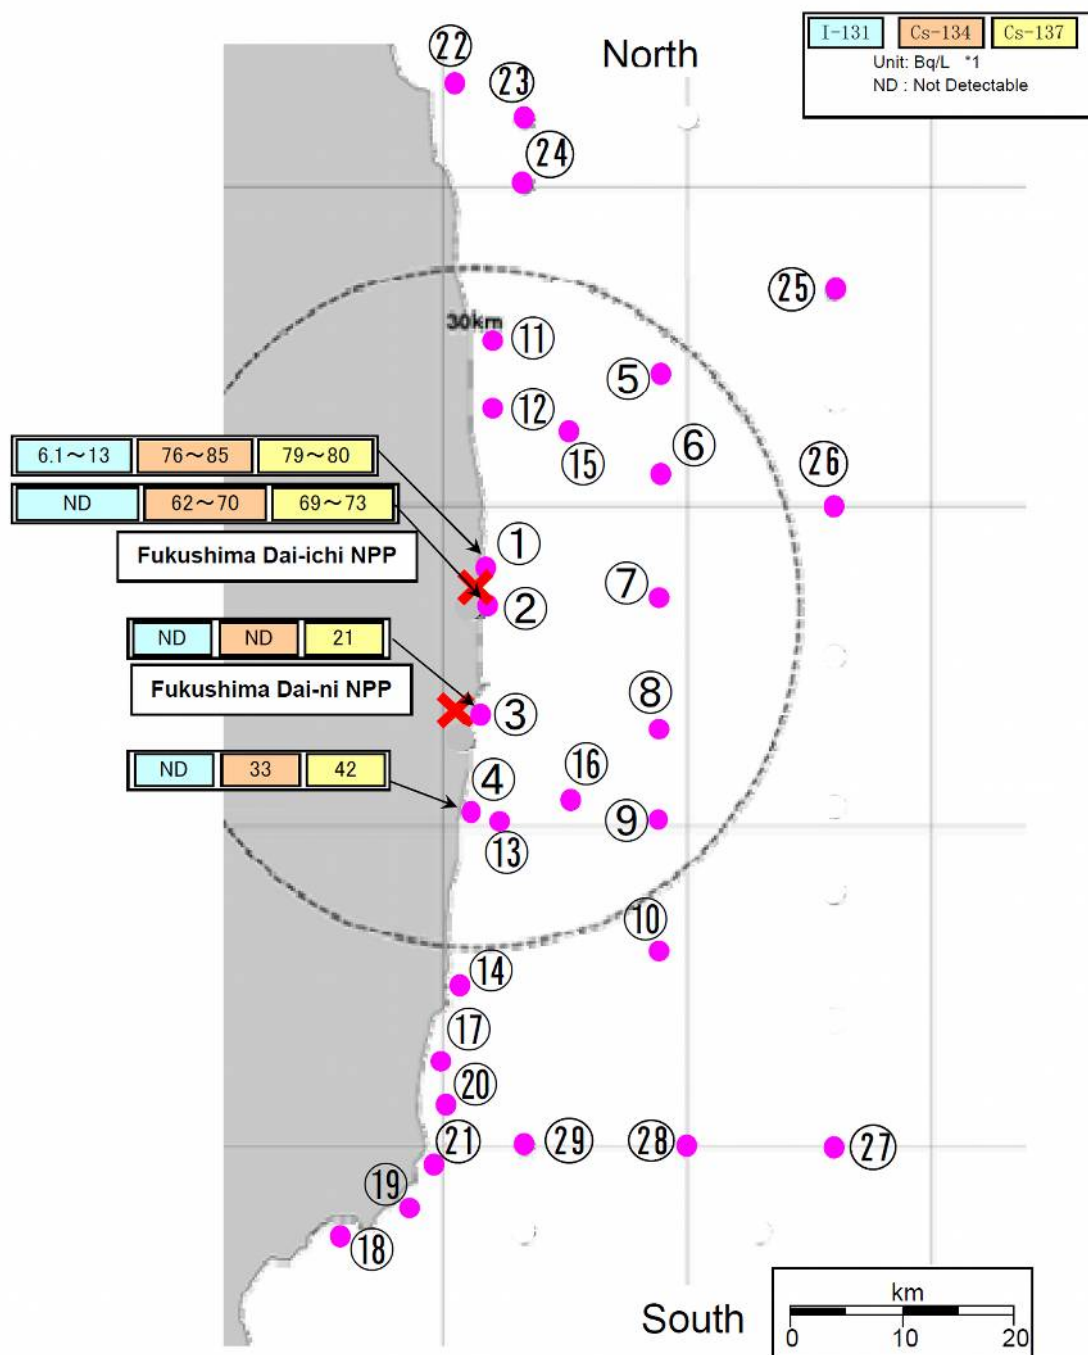 I-131 Cs-134 Cs-137
Unit: Bq/L *1
ND : Not Detectable
North
㉒
㉓
㉔
㉕
30km
⑪
⑤
⑫
⑮
⑥
㉖
6.1～13 76～85 79～80
ND 62～70 69～73
Fukushima Dai-ichi NPP
①
②
⑦
ND ND 21
Fukushima Dai-ni NPP
③
⑧
ND 33 42
④
⑯
⑨
⑬
⑩
⑭
⑰
⑳
㉑
㉙
㉘
㉗
⑲
⑱
South
km
0 10 20